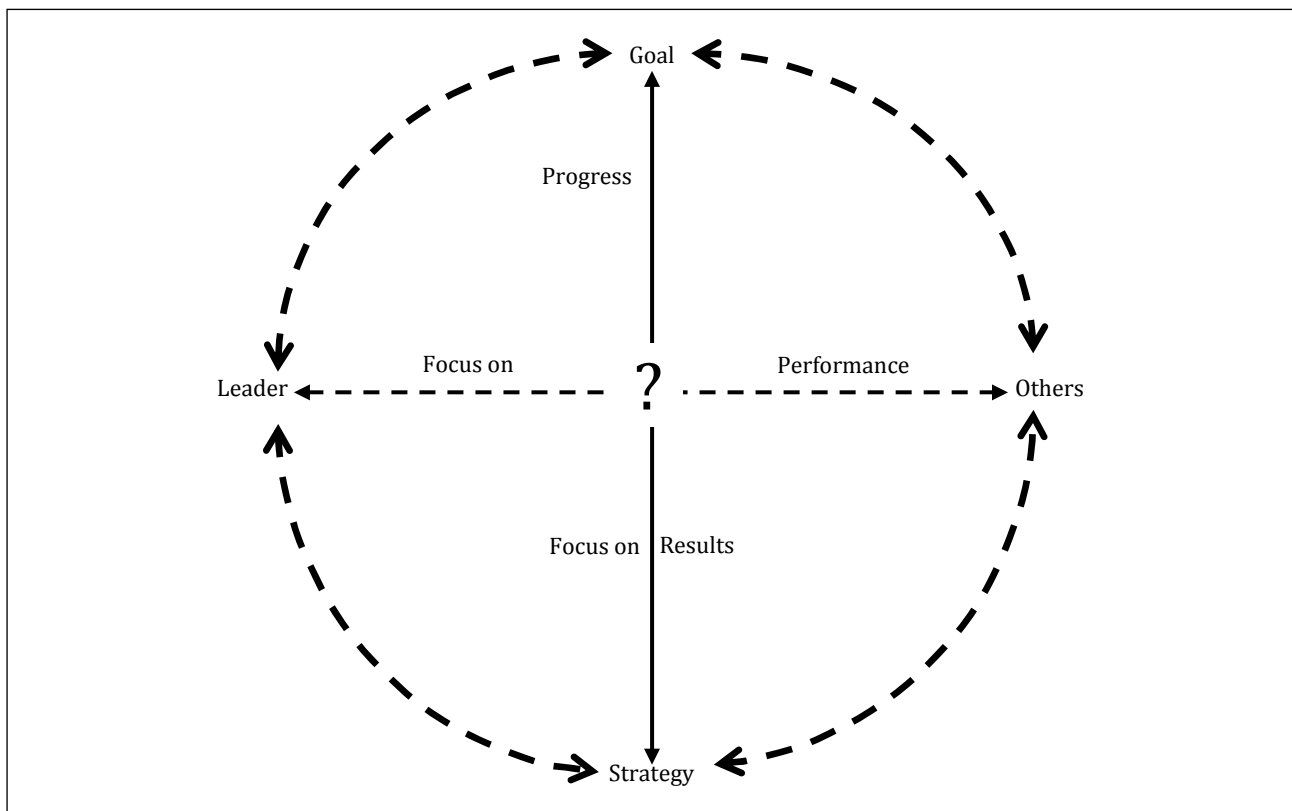 Goal
Progress
Focus on
Performance
Leader
?
Others
Focus on Results
Strategy